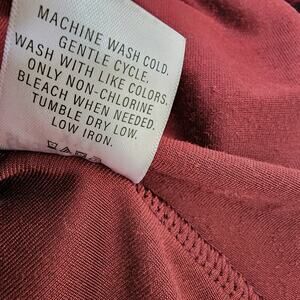 MACHINE WASH COLD.
GENTLE CYCLE.
WASH WITH LIKE COLORS.
ONLY NON-CHLORINE
BLEACH WHEN NEEDED.
TUMBLE DRY LOW.
LOW IRON.